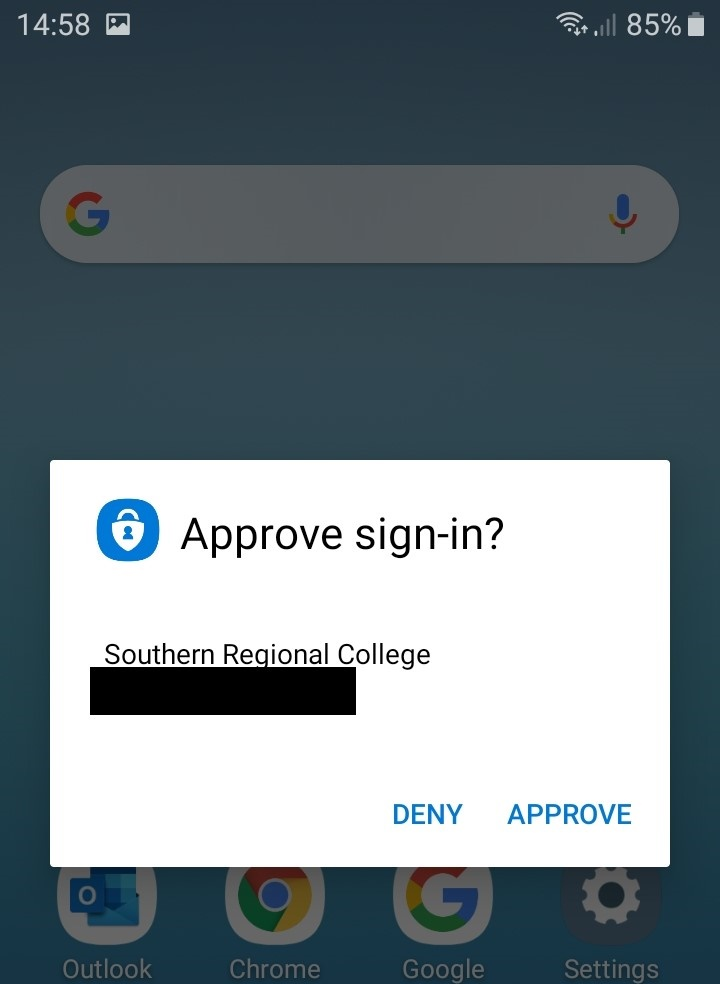 14:58 85%
Approve sign-in?
Southern Regional College
DENY APPROVE
Outlook Chrome Google Settings